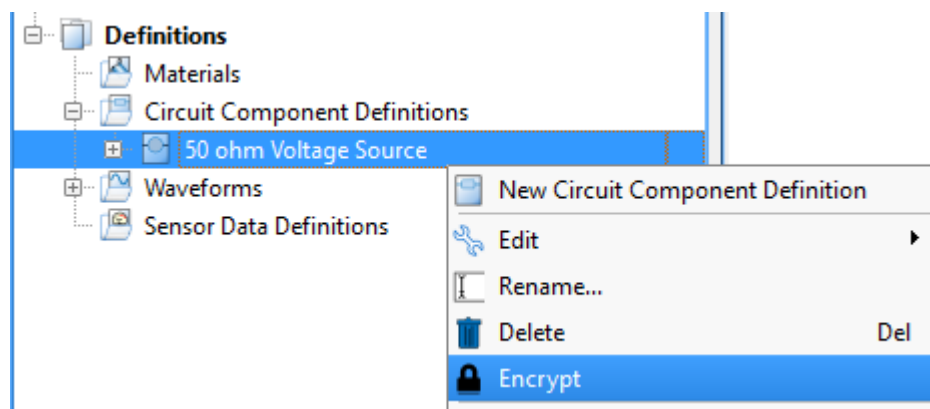 Definitions
Materials
Circuit Component Definitions
50 ohm Voltage Source
Waveforms
Sensor Data Definitions
New Circuit Component Definition
Edit
Rename...
Delete Del
Encrypt